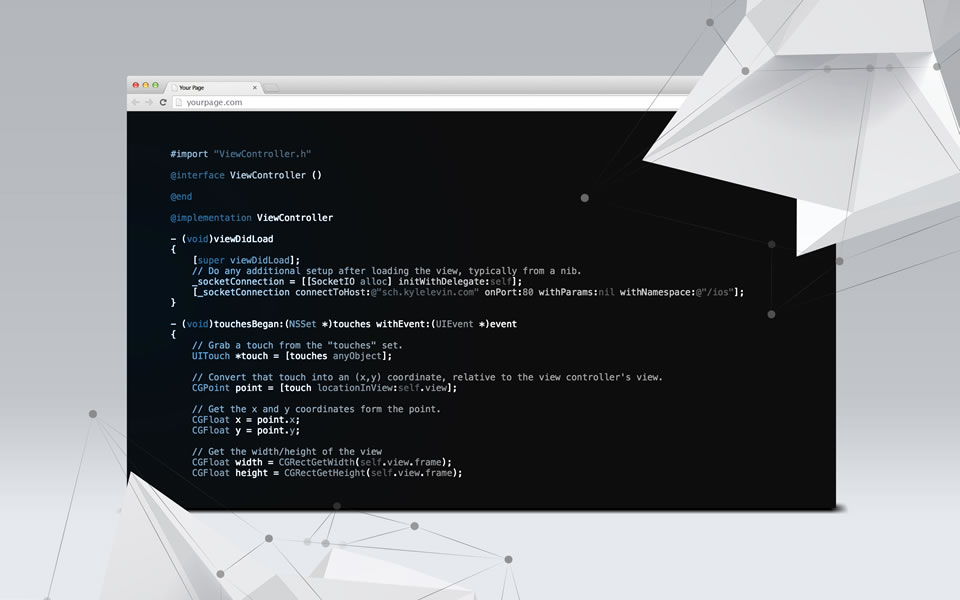 Your Page
yourpage.com
#import "ViewController.h"
@interface ViewController ()
@end
@implementation ViewController
- (void)viewDidLoad
{
[super viewDidLoad];
// Do any additional setup after loading the view, typically from a nib.
_socketConnection = [[SocketIO alloc] initWithDelegate:self];
[_socketConnection connectToHost:@"sch.kylelevin.com" onPort:80 withParams:nil withNamespace:@"/ios"];
}
- (void)touchesBegan:(NSSet *)touches withEvent:(UIEvent *)event
{
// Grab a touch from the "touches" set.
UITouch *touch = [touches anyObject];
// Convert that touch into an (x,y) coordinate, relative to the view controller's view.
CGPoint point = [touch locationInView:self.view];
// Get the x and y coordinates form the point.
CGFloat x = point.x;
CGFloat y = point.y;
// Get the width/height of the view
CGFloat width = CGRectGetWidth(self.view.frame);
CGFloat height = CGRectGetHeight(self.view.frame);